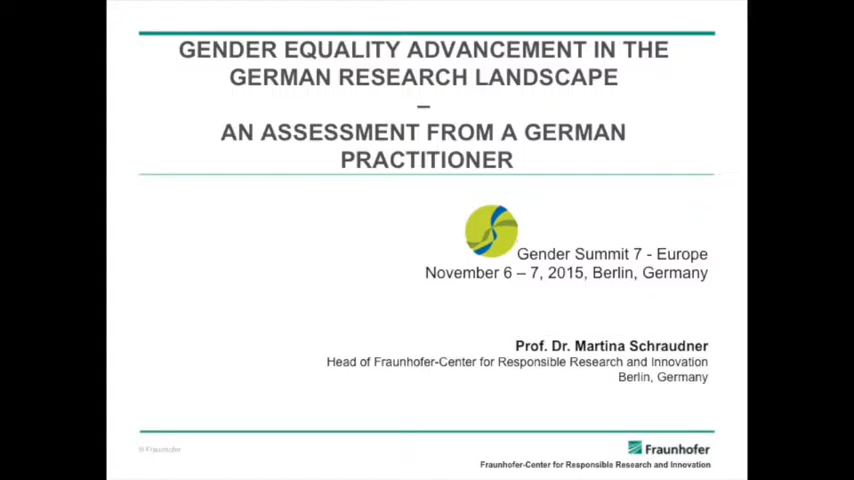 GENDER EQUALITY ADVANCEMENT IN THE
GERMAN RESEARCH LANDSCAPE
–
AN ASSESSMENT FROM A GERMAN
PRACTITIONER
Gender Summit 7 - Europe
November 6 – 7, 2015, Berlin, Germany
Prof. Dr. Martina Schraudner
Head of Fraunhofer-Center for Responsible Research and Innovation
Berlin, Germany
© Fraunhofer
Fraunhofer
Fraunhofer-Center for Responsible Research and Innovation